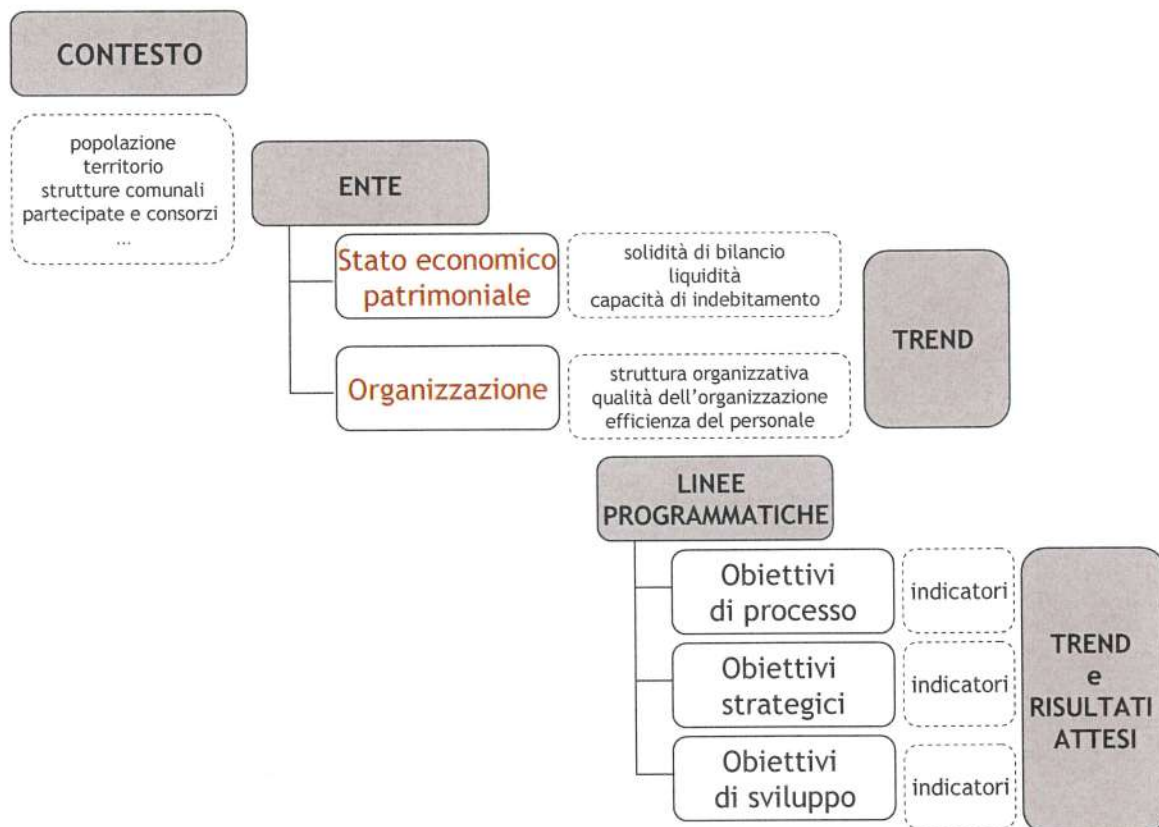 CONTESTO
popolazione
territorio
strutture comunali
partecipate e consorzi
...
ENTE
Stato economico
patrimoniale
solidità di bilancio
liquidità
capacità di indebitamento
Organizzazione
struttura organizzativa
qualità dell'organizzazione
efficienza del personale
TREND
LINEE
PROGRAMMATICHE
Obiettivi
di processo
indicatori
Obiettivi
strategici
indicatori
Obiettivi
di sviluppo
indicatori
TREND
e
RISULTATI
ATTESI